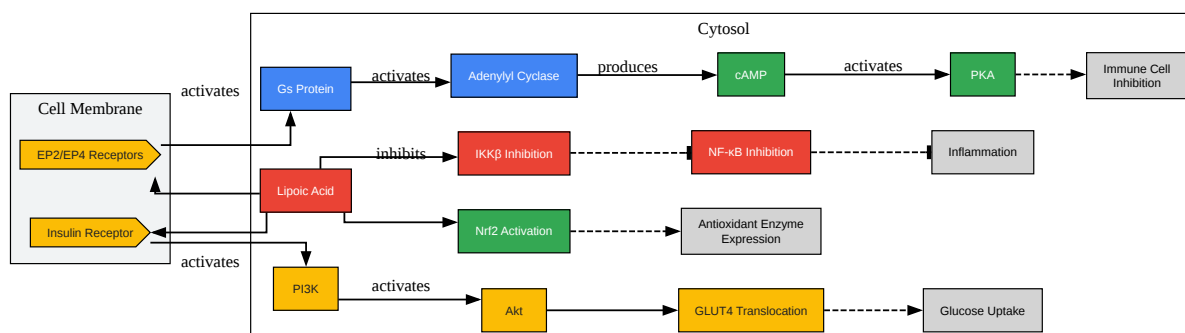 Cytosol
activates
Gs Protein
activates
Adenylyl Cyclase
produces
cAMP
activates
PKA
Immune Cell
Inhibition
Cell Membrane
EP2/EP4 Receptors
inhibits
IKKβ Inhibition
NF-κB Inhibition
Inflammation
Lipoic Acid
Insulin Receptor
Nrf2 Activation
Antioxidant Enzyme
Expression
activates
PI3K
activates
Akt
GLUT4 Translocation
Glucose Uptake